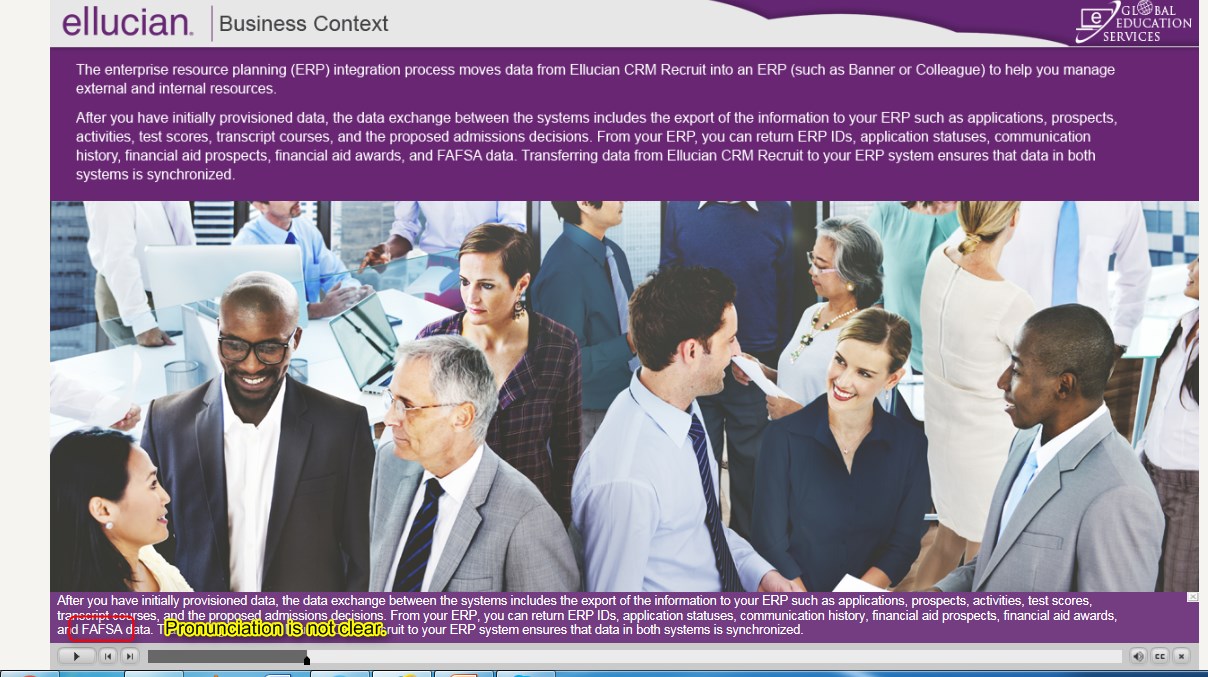 ellucian.
Business Context
GLOBAL
EDUCATION
SERVICES
e
The enterprise resource planning (ERP) integration process moves data from Ellucian CRM Recruit into an ERP (such as Banner or Colleague) to help you manage
external and internal resources.
After you have initially provisioned data, the data exchange between the systems includes the export of the information to your ERP such as applications, prospects,
activities, test scores, transcript courses, and the proposed admissions decisions. From your ERP, you can return ERP IDs, application statuses, communication
history, financial aid prospects, financial aid awards, and FAFSA data. Transferring data from Ellucian CRM Recruit to your ERP system ensures that data in both
systems is synchronized.
After you have initially provisioned data, the data exchange between the systems includes the export of the information to your ERP such as applications, prospects, activities, test scores,
transcript courses, and the proposed admissions decisions. From your ERP, you can return ERP IDs, application statuses, communication history, financial aid prospects, financial aid awards,
and FAFSA data. T
Pronunciation is not clear.
ruit to your ERP system ensures that data in both systems is synchronized.
CC